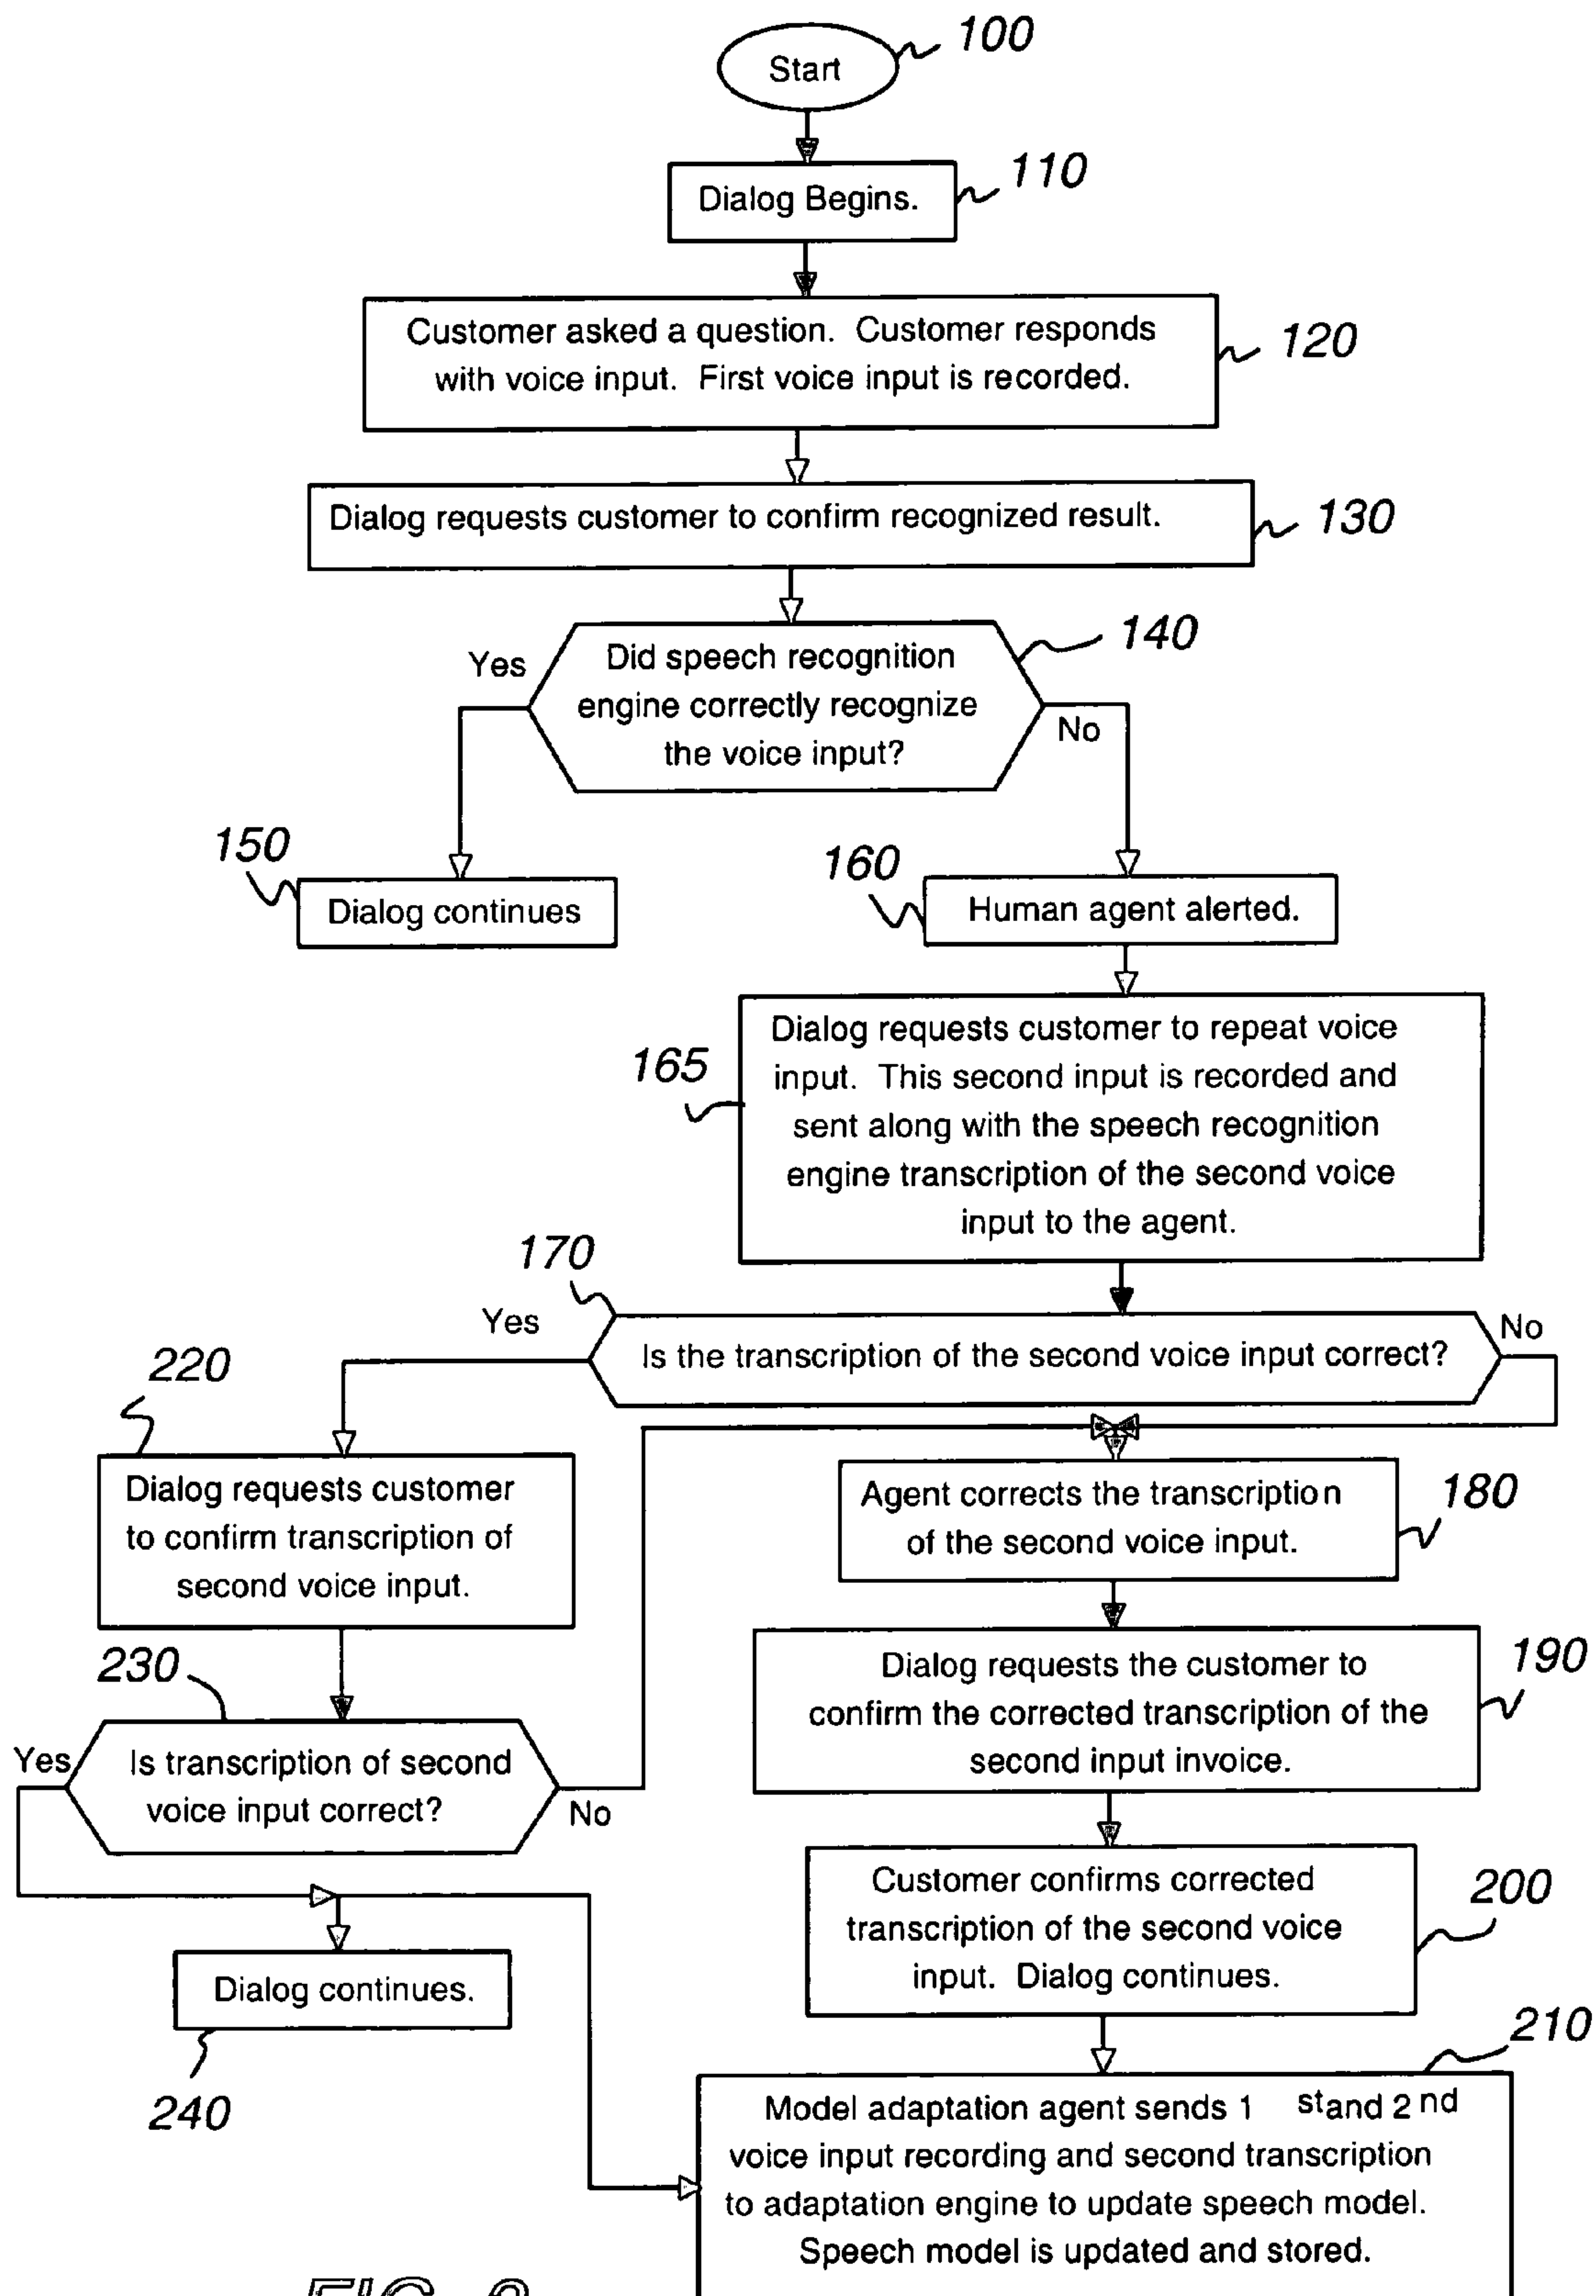 100
Start
110
Dialog Begins.
120
Customer asked a question. Customer responds
with voice input. First voice input is recorded.
130
Dialog requests customer to confirm recognized result.
140
Did speech recognition
engine correctly recognize
the voice input?
Yes
No
150
Dialog continues
160
Human agent alerted.
165
Dialog requests customer to repeat voice
input. This second input is recorded and
sent along with the speech recognition
engine transcription of the second voice
input to the agent.
170
Yes
Is the transcription of the second voice input correct?
No
220
Dialog requests customer
to confirm transcription of
second voice input.
180
Agent corrects the transcription
of the second voice input.
190
Dialog requests the customer to
confirm the corrected transcription of the
second input invoice.
230
Yes
Is transcription of second
voice input correct?
No
200
Customer confirms corrected
transcription of the second voice
input. Dialog continues.
Dialog continues.
240
210
Model adaptation agent sends 1 st and 2 nd
voice input recording and second transcription
to adaptation engine to update speech model.
Speech model is updated and stored.
FIG.